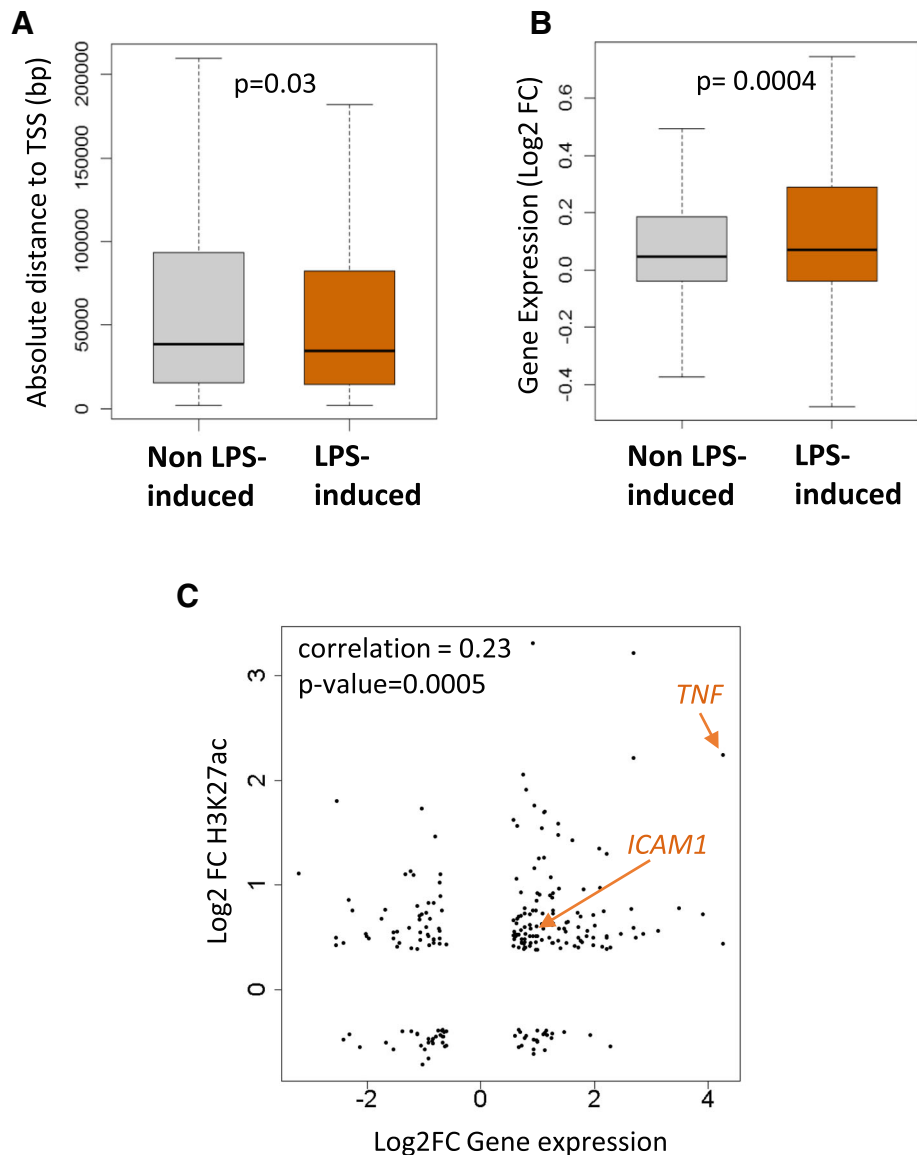 A
Absolute distance to TSS (bp)
200000
150000
100000
50000
0
p=0.03
Non LPS-
induced
LPS-
induced
B
Gene Expression (Log2 FC)
0.6
0.4
0.2
0.0
-0.2
-0.4
p= 0.0004
Non LPS-
induced
LPS-
induced
C
correlation = 0.23
p-value=0.0005
TNF
ICAM1
Log2 FC H3K27ac
3
2
1
0
-2 0 2 4
Log2FC Gene expression